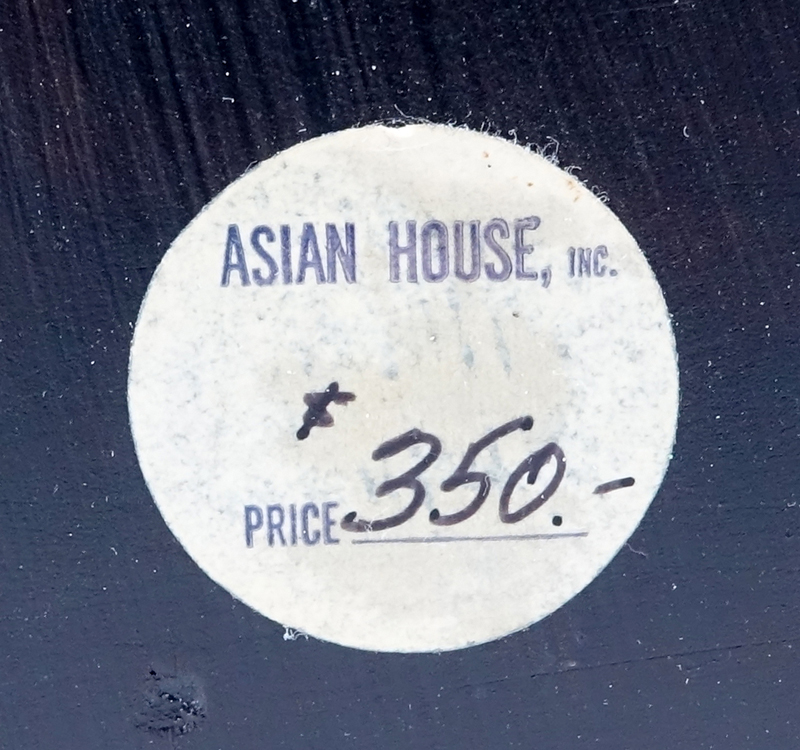 ASIAN HOUSE, INC.
$
PRICE 350.-